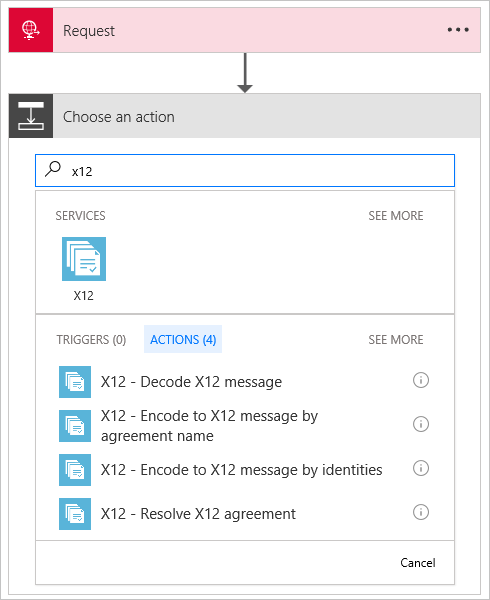 Request
Choose an action
x12
SERVICES
SEE MORE
X12
TRIGGERS (0)
ACTIONS (4)
SEE MORE
X12 - Decode X12 message
X12 - Encode to X12 message by
agreement name
X12 - Encode to X12 message by identities
X12 - Resolve X12 agreement
Cancel